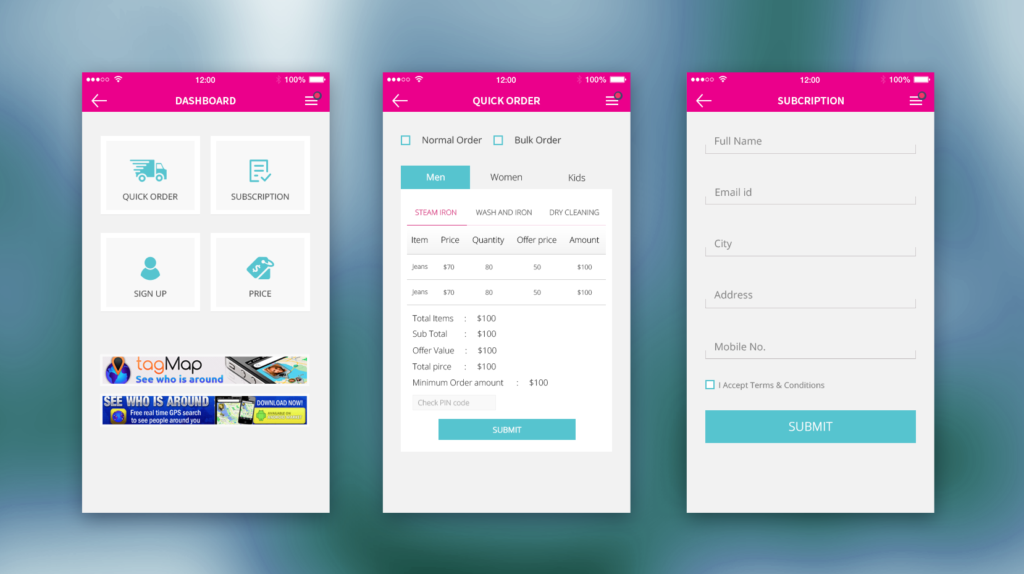 12:00
100%
DASHBOARD
QUICK ORDER
SUBSCRIPTION
SIGN UP
PRICE
tagMap
See who is around
SEE WHO IS AROUND
DOWNLOAD NOW!
Free real time GPS search
to see people around you
12:00
100%
QUICK ORDER
Normal Order
Bulk Order
Men
Women
Kids
STEAM IRON
WASH AND IRON
DRY CLEANING
Item Price Quantity Offer price Amount
Jeans $70 80 50 $100
Jeans $70 80 50 $100
Total Items : $100
Sub Total : $100
Offer Value : $100
Total pirce : $100
Minimum Order amount : $100
Check PIN code
SUBMIT
12:00
100%
SUBCRIPTION
Full Name
Email id
City
Address
Mobile No.
I Accept Terms & Conditions
SUBMIT